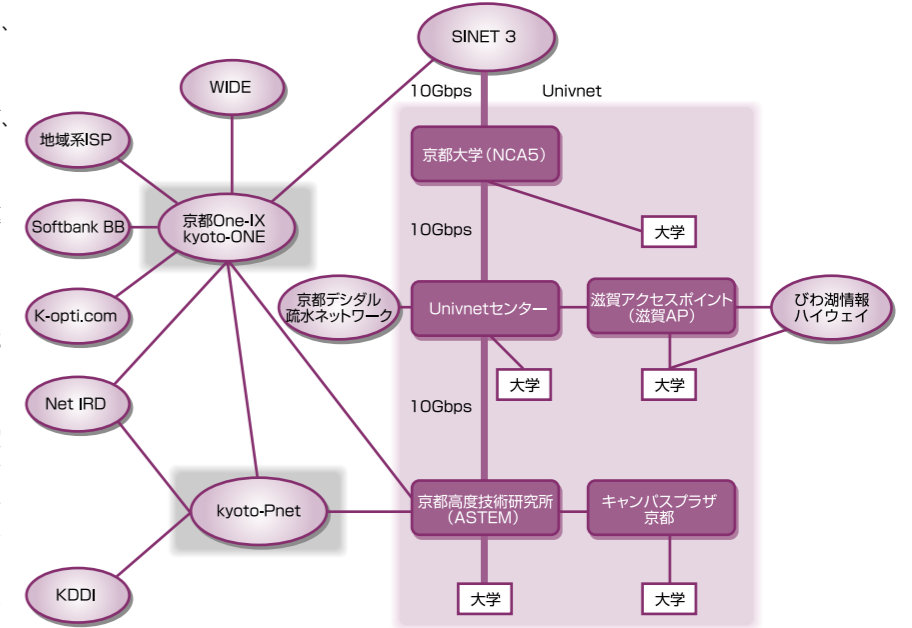 SINET 3
10Gbps
Univnet
WIDE
地域系ISP
京都大学(NCA5)
Softbank BB
京都One-IX
kyoto-ONE
10Gbps
大学
K-opti.com
京都デシダル
疏水ネットワーク
Univnetセンター
滋賀アクセスポイント
(滋賀AP)
びわ湖情報
ハイウェイ
大学
大学
Net IRD
10Gbps
kyoto-Pnet
京都高度技術研究所
(ASTEM)
キャンパスプラザ
京都
KDDI
大学
大学